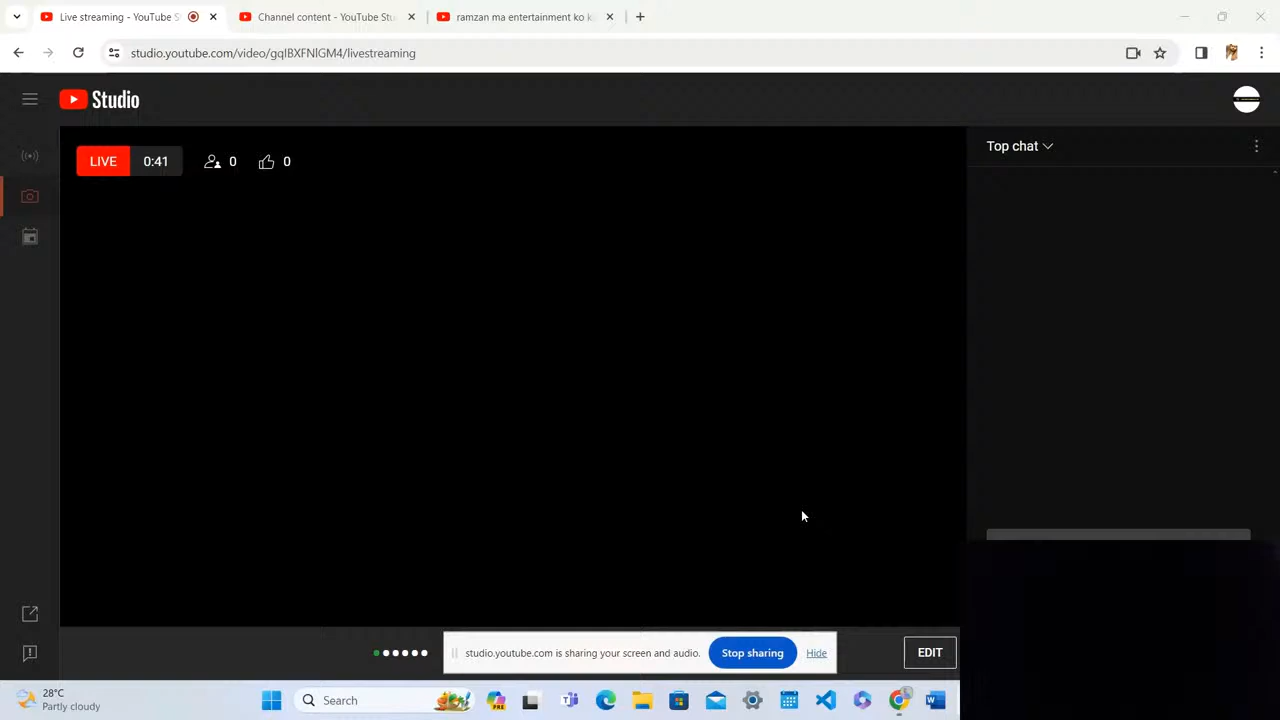 Live streaming - YouTube S
Channel content - YouTube Stu
ramzan ma entertainment ko k
studio.youtube.com/video/gqIBXFNlGM4/livestreaming
Studio
LIVE 0:41 0 0
Top chat
studio.youtube.com is sharing your screen and audio. Stop sharing Hide
EDIT
28°C
Partly cloudy
Search
PRE